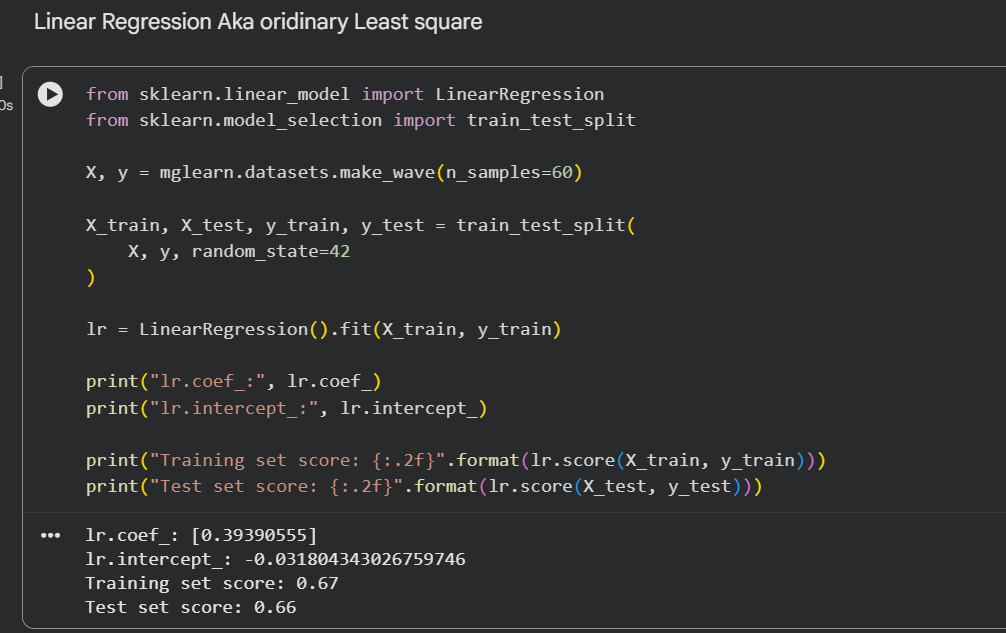 Linear Regression Aka oridinary Least square
]
0s
from sklearn.linear_model import LinearRegression
from sklearn.model_selection import train_test_split
X, y = mglearn.datasets.make_wave(n_samples=60)
X_train, X_test, y_train, y_test = train_test_split(
    X, y, random_state=42
)
lr = LinearRegression().fit(X_train, y_train)
print("lr.coef_:", lr.coef_)
print("lr.intercept_:", lr.intercept_)
print("Training set score: {:.2f}".format(lr.score(X_train, y_train)))
print("Test set score: {:.2f}".format(lr.score(X_test, y_test)))
lr.coef_: [0.39390555]
lr.intercept_: -0.031804343026759746
Training set score: 0.67
Test set score: 0.66